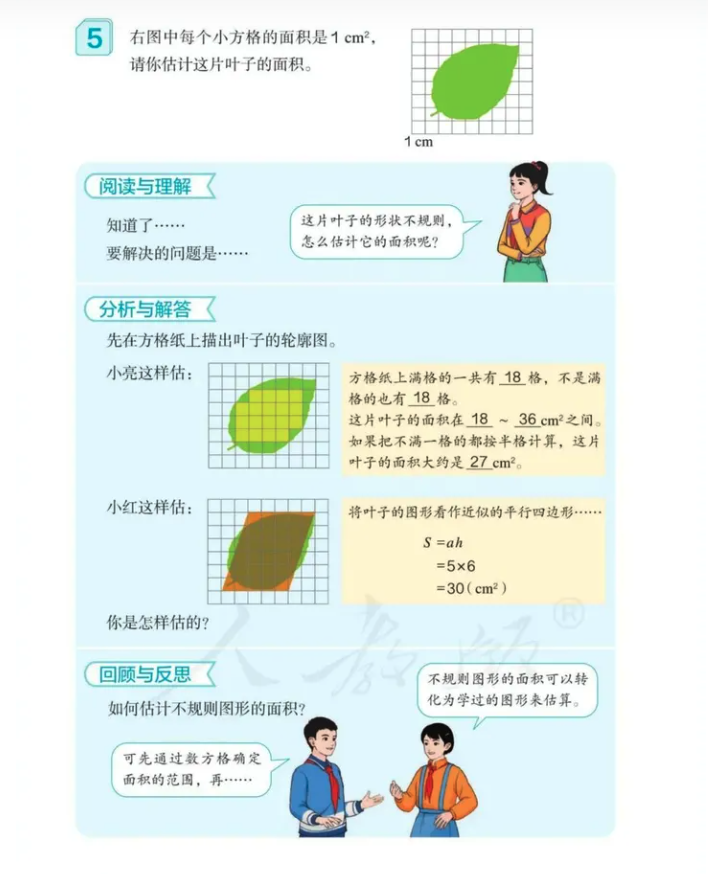 5
右图中每个小方格的面积是1 cm²，
请你估计这片叶子的面积。
1 cm
阅读与理解
知道了……
要解决的问题是……
这片叶子的形状不规则，
怎么估计它的面积呢？
分析与解答
先在方格纸上描出叶子的轮廓图。
小亮这样估：
方格纸上满格的一共有 18 格，不是满
格的也有 18 格。
这片叶子的面积在 18 ~ 36 cm²之间。
如果把不满一格的都按半格计算，这片
叶子的面积大约是 27 cm²。
小红这样估：
将叶子的图形看作近似的平行四边形……
S =ah
=5×6
=30（cm²）
你是怎样估的？
人教版®
回顾与反思
如何估计不规则图形的面积？
不规则图形的面积可以转
化为学过的图形来估算。
可先通过数方格确定
面积的范围，再……